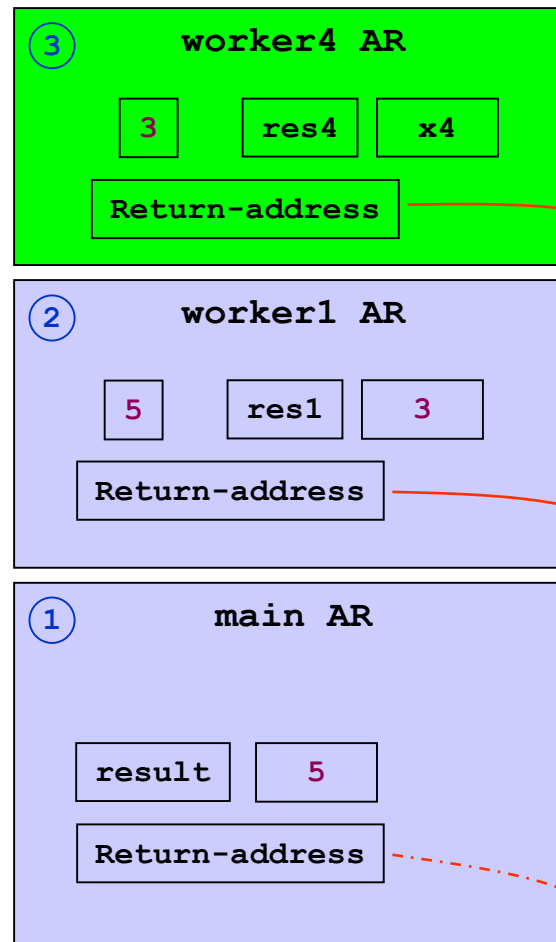 3 worker4 AR
3 res4 x4
Return-address
2 worker1 AR
5 res1 3
Return-address
1 main AR
result 5
Return-address